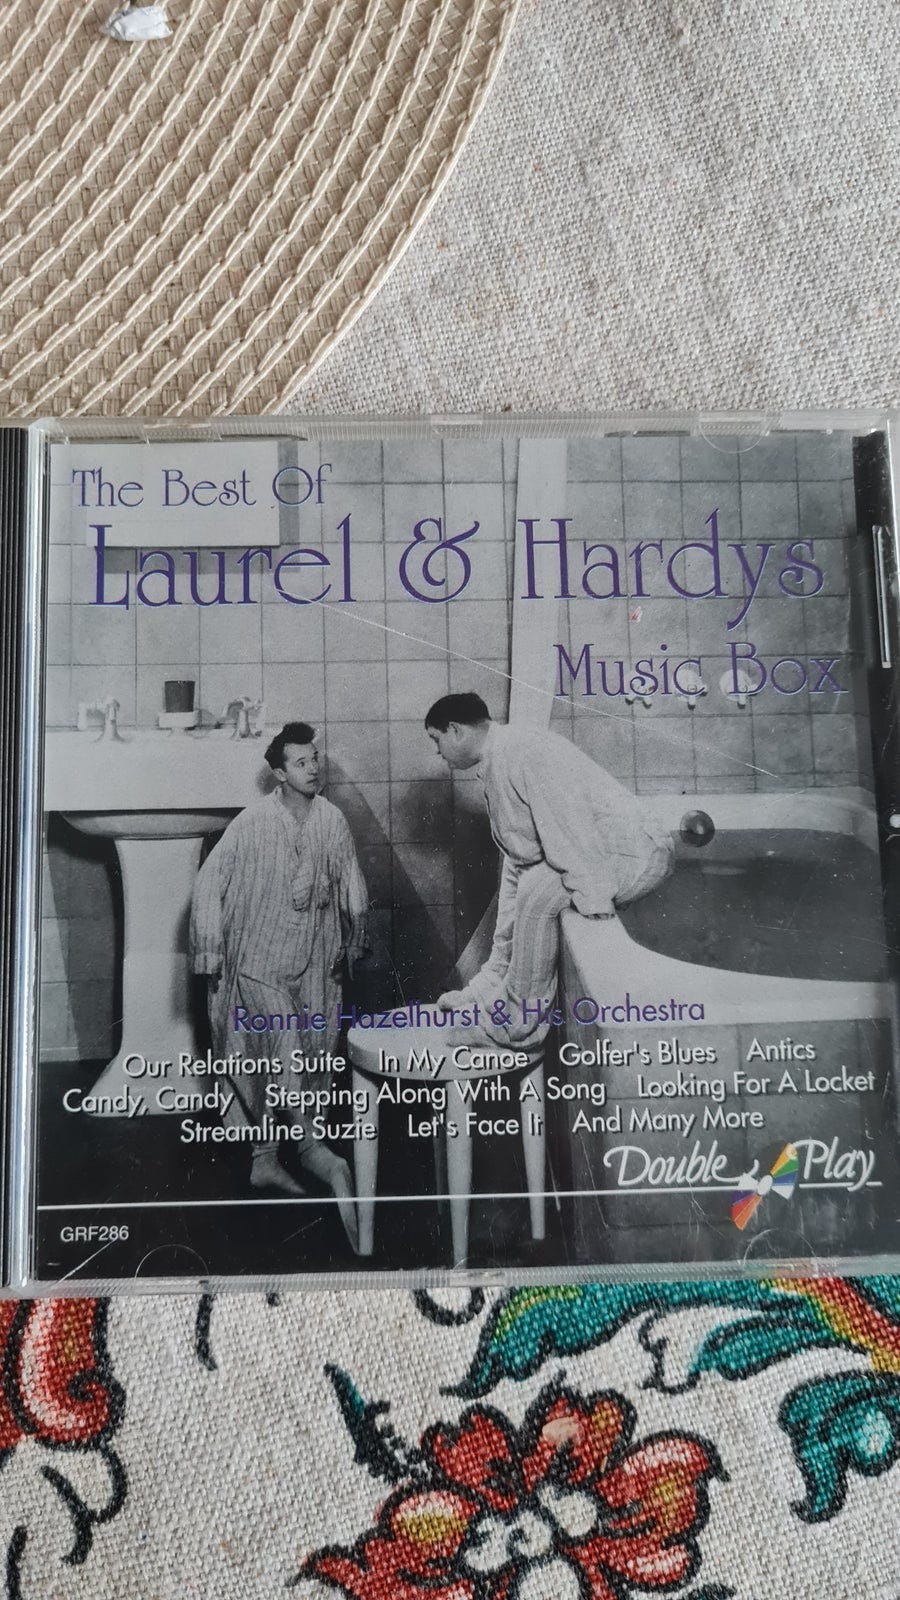 The Best Of
Laurel & Hardys
Music Box
Ronnie Hazelhurst & His Orchestra
Our Relations Suite In My Canoe Golfer's Blues Antics
Candy, Candy Stepping Along With A Song Looking For A Locket
Streamline Suzie Let's Face It And Many More
Double Play
GRF286